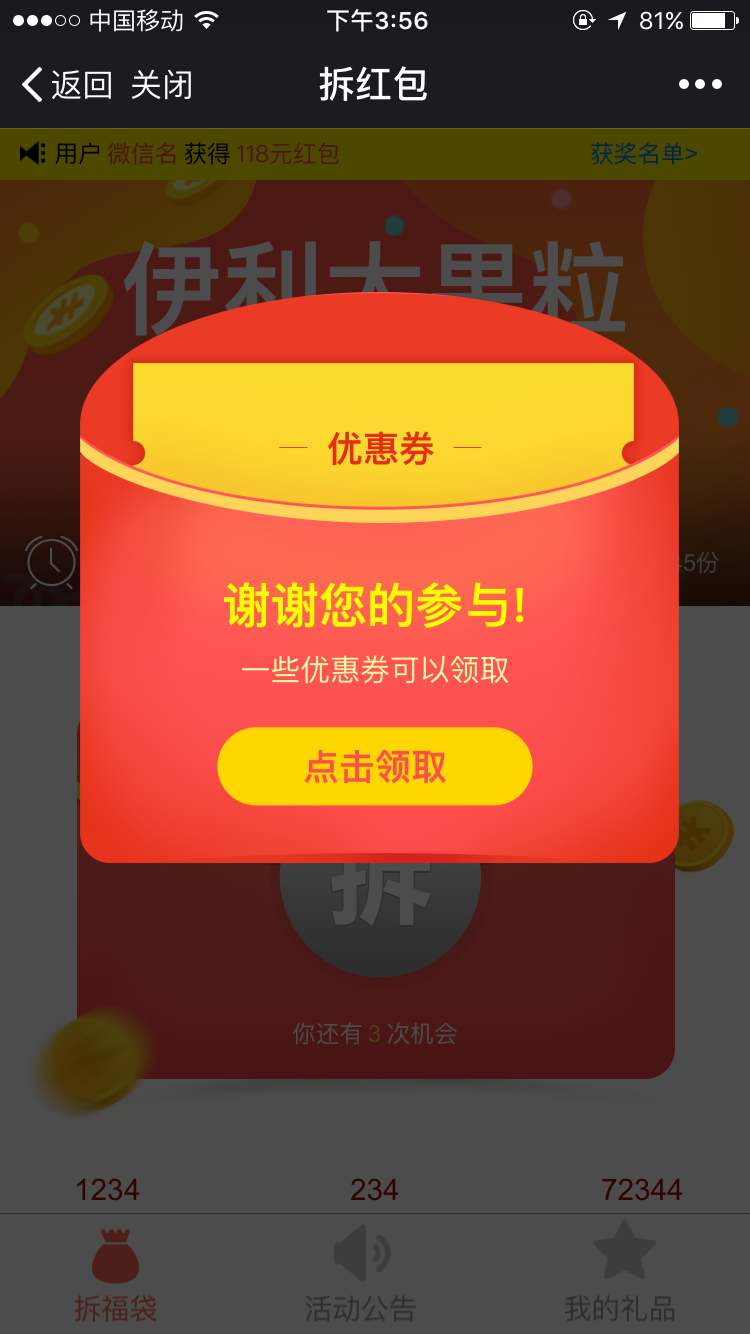 中国移动 下午3:56 81%
返回 关闭 拆红包
用户 微信名 获得 118元红包 获奖名单>
伊利大果粒
优惠券
5份
谢谢您的参与!
一些优惠券可以领取
点击领取
拆
你还有 3 次机会
1234 234 72344
拆福袋 活动公告 我的礼品